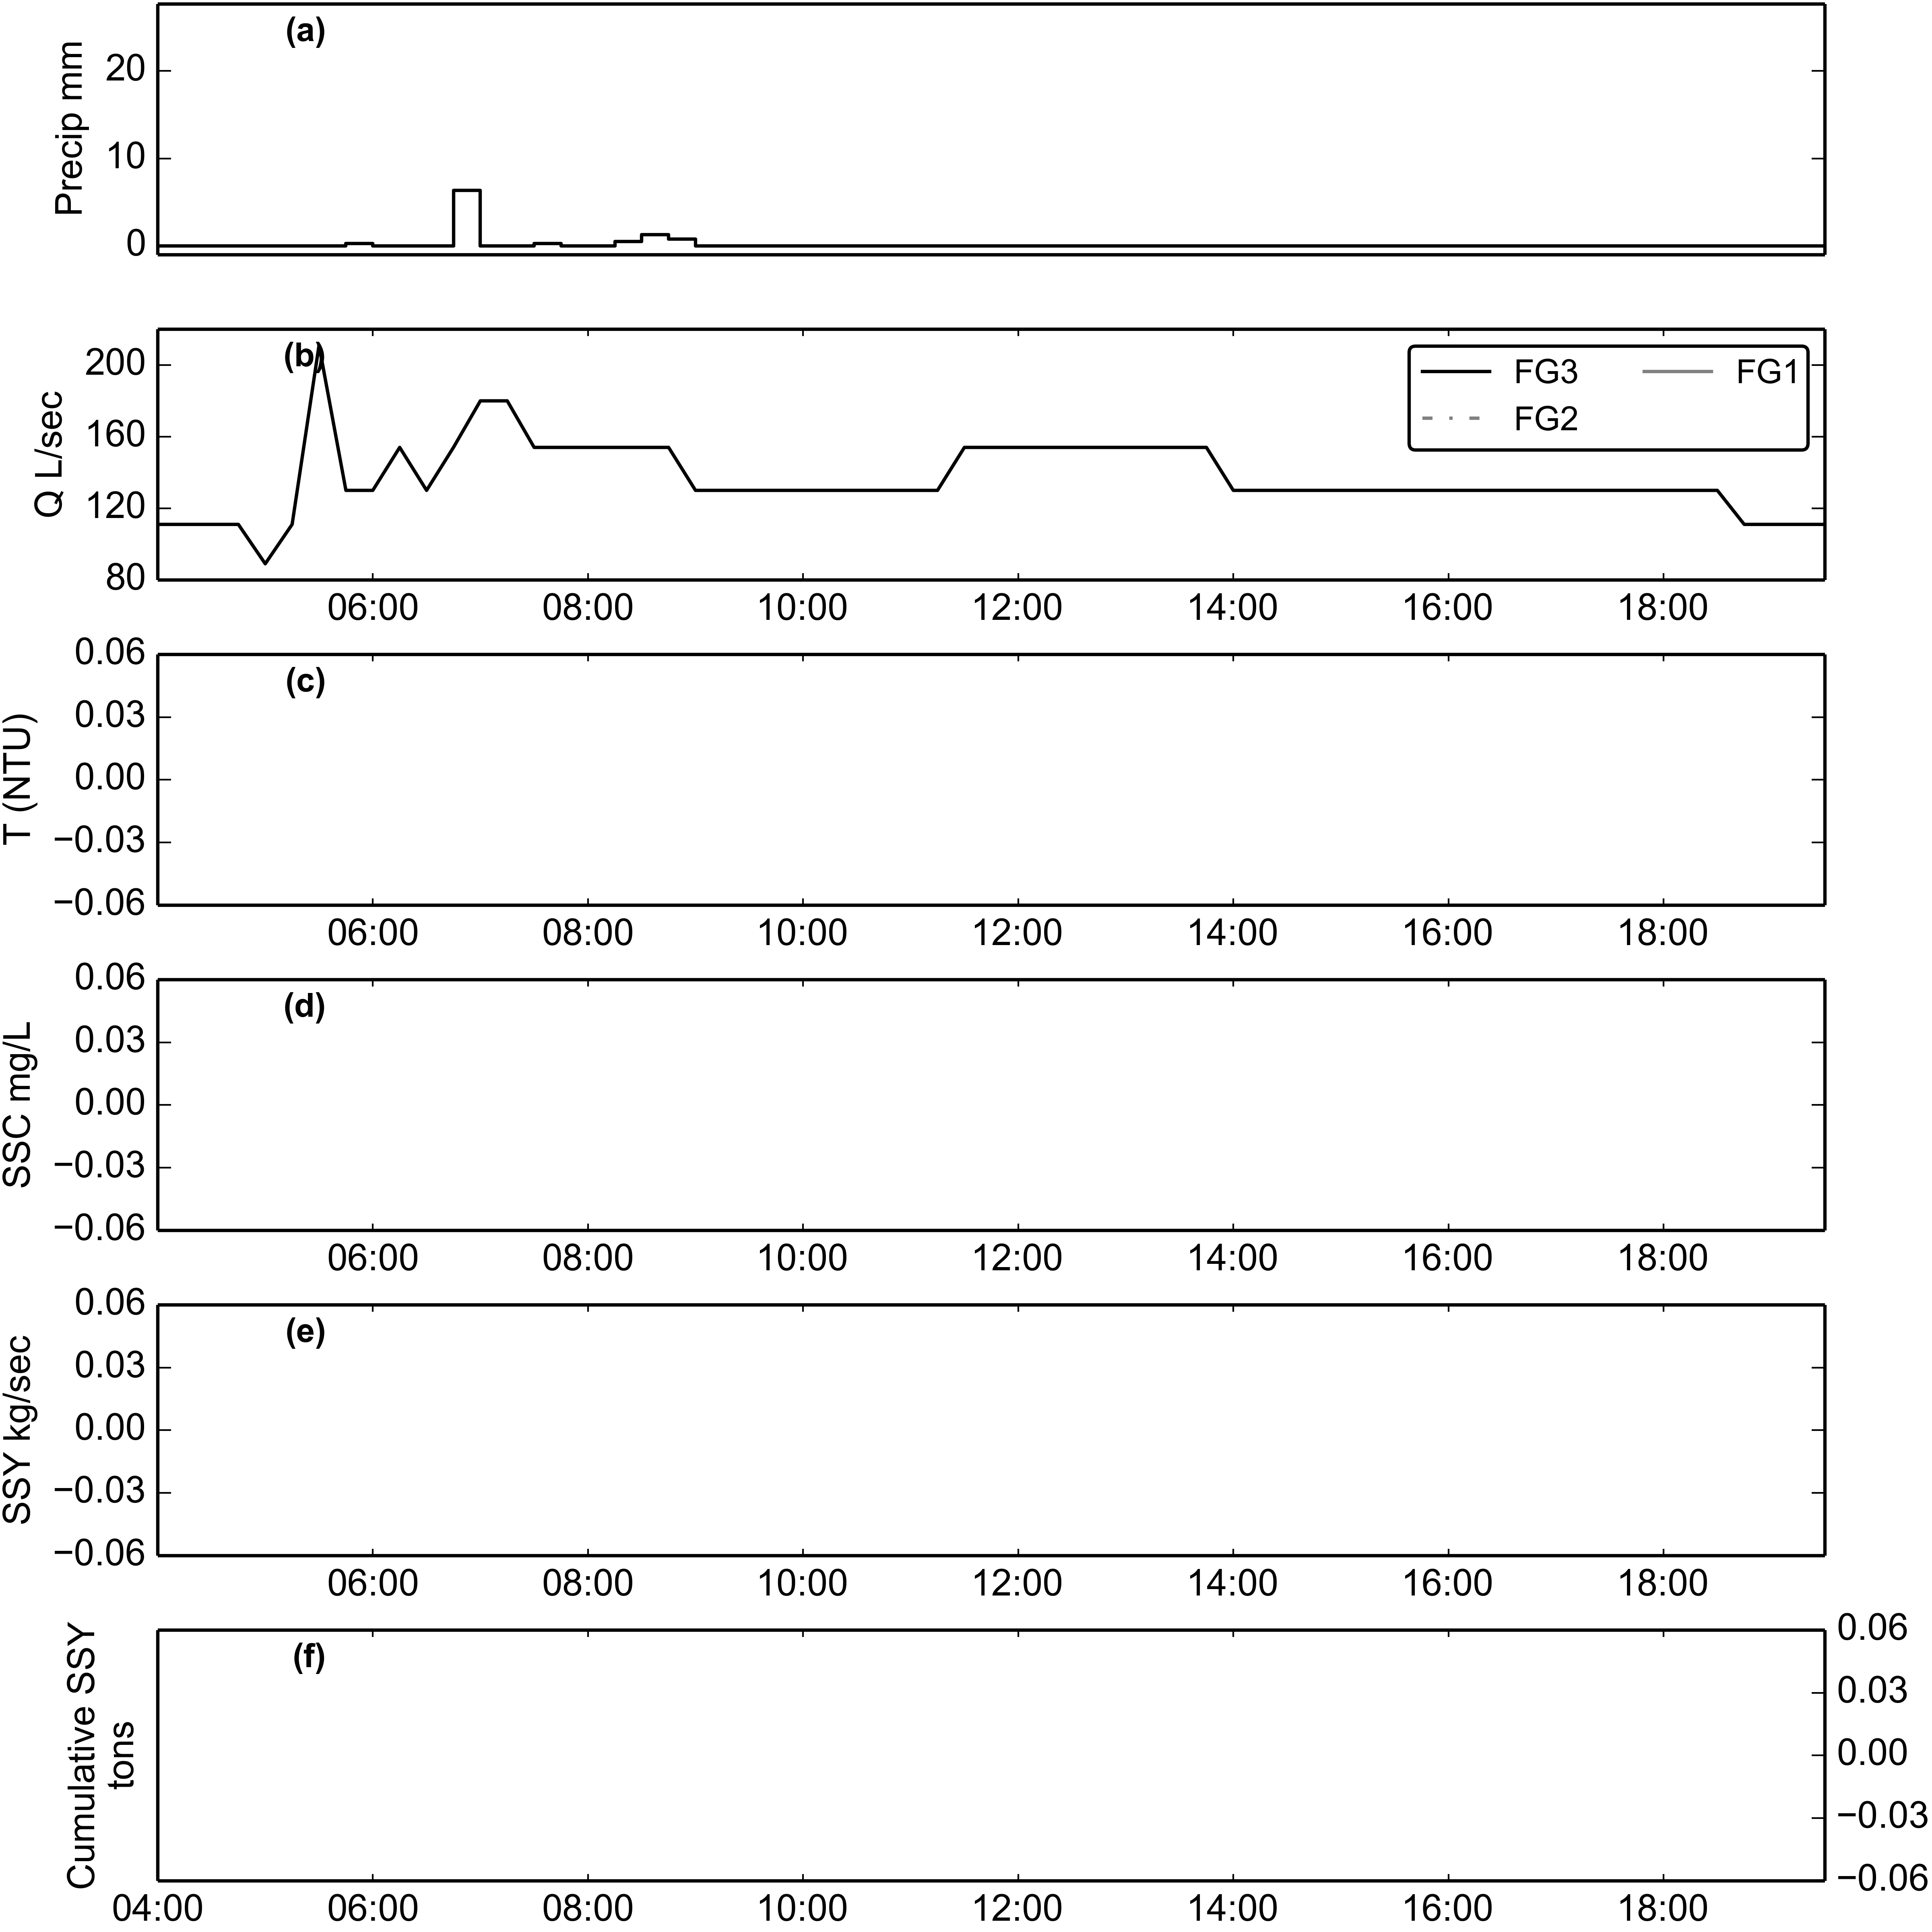 (a)
Precip mm
20
10
0
(b)
Q L/sec
200
160
120
80
FG3
FG1
FG2
06:00 08:00 10:00 12:00 14:00 16:00 18:00
(c)
T (NTU)
0.06
0.03
0.00
−0.03
−0.06
06:00 08:00 10:00 12:00 14:00 16:00 18:00
(d)
SSC mg/L
0.06
0.03
0.00
−0.03
−0.06
06:00 08:00 10:00 12:00 14:00 16:00 18:00
(e)
SSY kg/sec
0.06
0.03
0.00
−0.03
−0.06
06:00 08:00 10:00 12:00 14:00 16:00 18:00
(f)
Cumulative SSY
tons
0.06
0.03
0.00
−0.03
−0.06
04:00 06:00 08:00 10:00 12:00 14:00 16:00 18:00